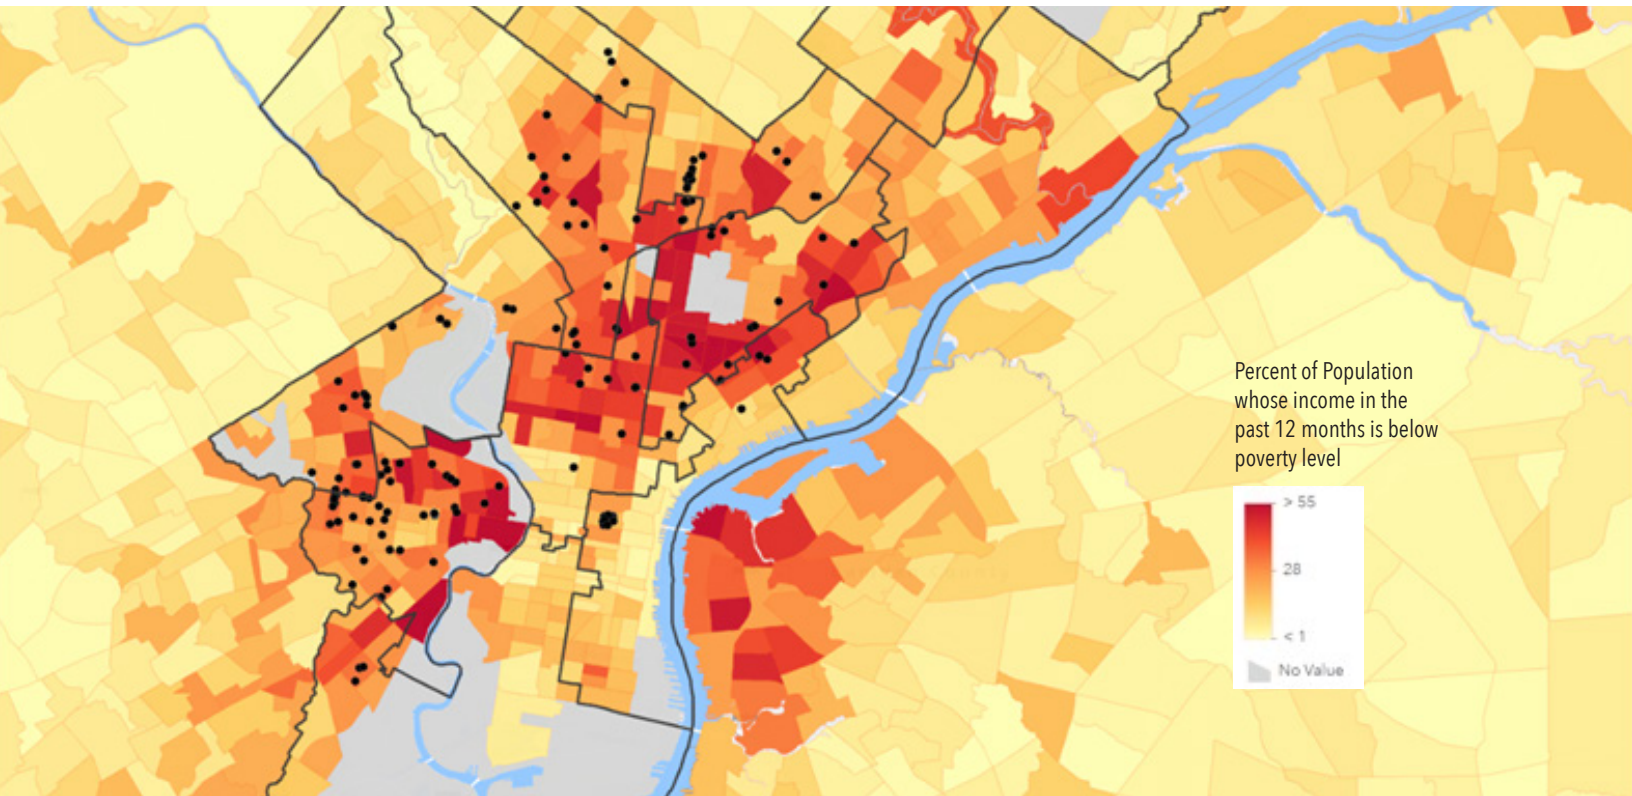 Percent of Population
whose income in the
past 12 months is below
poverty level
> 55
28
< 1
No Value